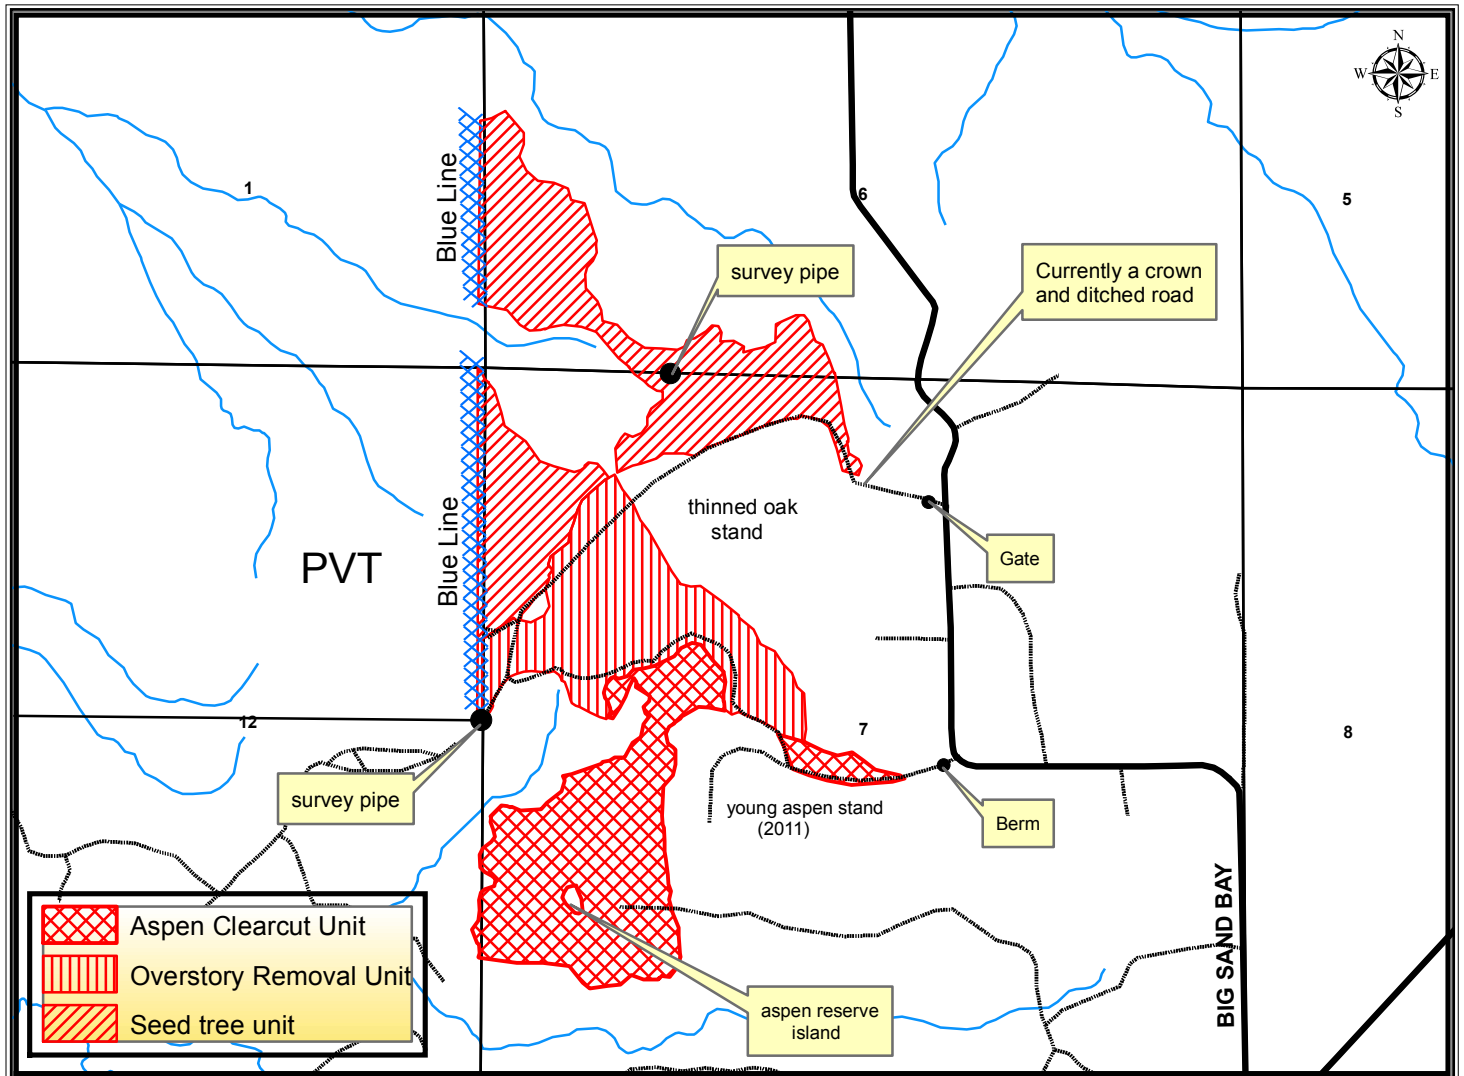 N
W
E
S
1
Blue Line
6
5
survey pipe
Currently a crown
and ditched road
thinned oak
stand
PVT
Blue Line
Gate
12
7
8
survey pipe
young aspen stand
(2011)
Berm
BIG SAND BAY
Aspen Clearcut Unit
Overstory Removal Unit
Seed tree unit
aspen reserve
island